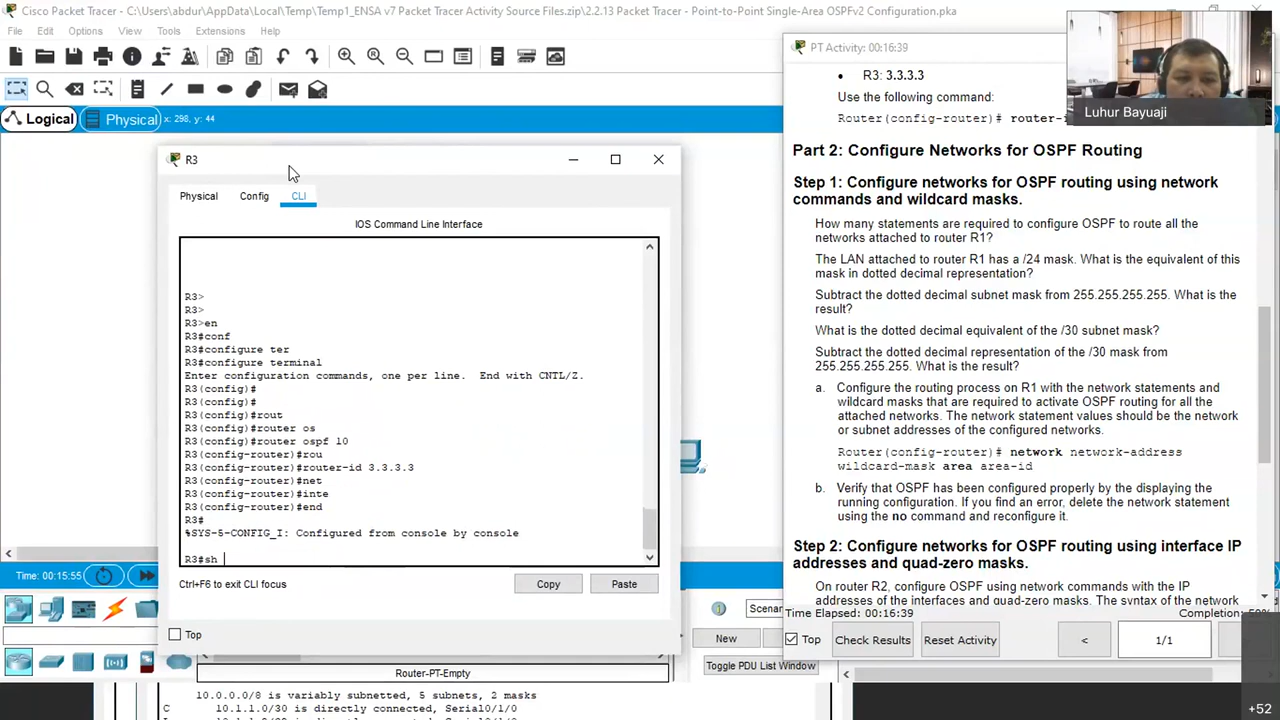 Cisco Packet Tracer - C:\Users\abdur\AppData\Local\Temp\Temp1_ENSA v7 Packet Tracer Activity Source Files.zip\2.2.13 Packet Tracer - Point-to-Point Single-Area OSPFv2 Configuration.pka
File Edit Options View Tools Extensions Help
Logical Physical x: 298, y: 44
R3
Physical Config CLI
IOS Command Line Interface
R3>
R3>
R3>en
R3#conf
R3#configure ter
R3#configure terminal
Enter configuration commands, one per line. End with CNTL/Z.
R3(config)#
R3(config)#
R3(config)#rout
R3(config)#router os
R3(config)#router ospf 10
R3(config-router)#rou
R3(config-router)#router-id 3.3.3.3
R3(config-router)#net
R3(config-router)#inte
R3(config-router)#end
R3#
%SYS-5-CONFIG_I: Configured from console by console
R3#sh
Ctrl+F6 to exit CLI focus
Copy Paste
Top
Time: 00:15:55
Scenar
New
Toggle PDU List Window
Router-PT-Empty
10.0.0.0/8 is variably subnetted, 5 subnets, 2 masks
C 10.1.1.0/30 is directly connected, Serial0/1/0
PT Activity: 00:16:39
Luhur Bayuaji
• R3: 3.3.3.3
Use the following command:
Router(config-router)# router-i
Part 2: Configure Networks for OSPF Routing
Step 1: Configure networks for OSPF routing using network
commands and wildcard masks.
How many statements are required to configure OSPF to route all the
networks attached to router R1?
The LAN attached to router R1 has a /24 mask. What is the equivalent of this
mask in dotted decimal representation?
Subtract the dotted decimal subnet mask from 255.255.255.255. What is the
result?
What is the dotted decimal equivalent of the /30 subnet mask?
Subtract the dotted decimal representation of the /30 mask from
255.255.255.255. What is the result?
a. Configure the routing process on R1 with the network statements and
wildcard masks that are required to activate OSPF routing for all the
attached networks. The network statement values should be the network
or subnet addresses of the configured networks.
Router(config-router)# network network-address
wildcard-mask area area-id
b. Verify that OSPF has been configured properly by the displaying the
running configuration. If you find an error, delete the network statement
using the no command and reconfigure it.
Step 2: Configure networks for OSPF routing using interface IP
addresses and quad-zero masks.
On router R2, configure OSPF using network commands with the IP
addresses of the interfaces and quad-zero masks. The syntax of the network
Time Elapsed: 00:16:39 Completion: 50%
Top Check Results Reset Activity < 1/1
+52